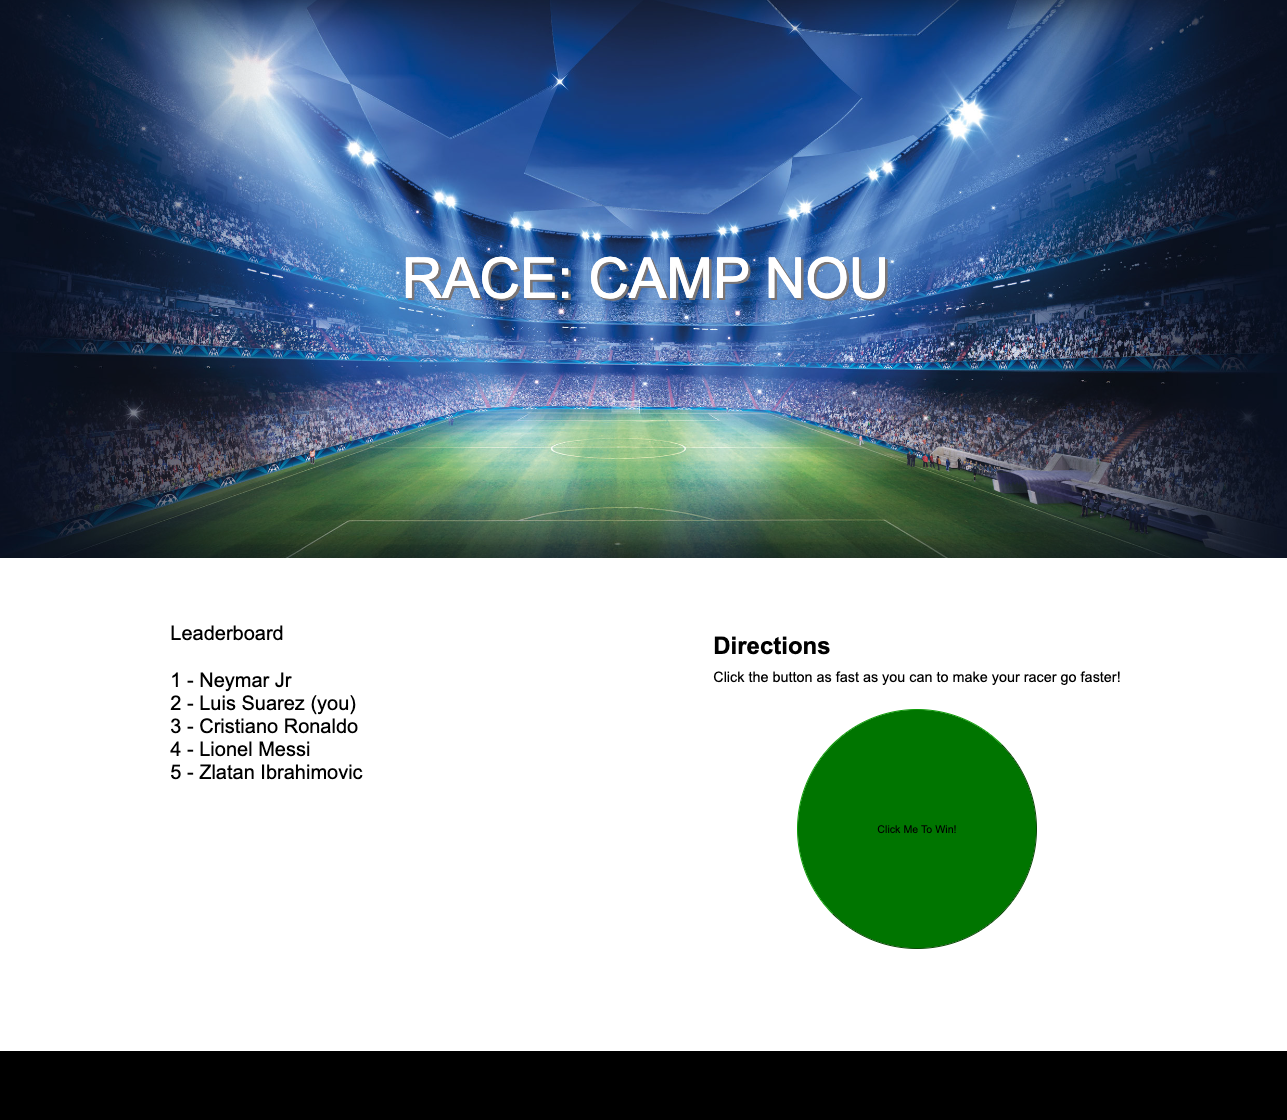 RACE: CAMP NOU
Leaderboard
1 - Neymar Jr
2 - Luis Suarez (you)
3 - Cristiano Ronaldo
4 - Lionel Messi
5 - Zlatan Ibrahimovic
Directions
Click the button as fast as you can to make your racer go faster!
Click Me To Win!